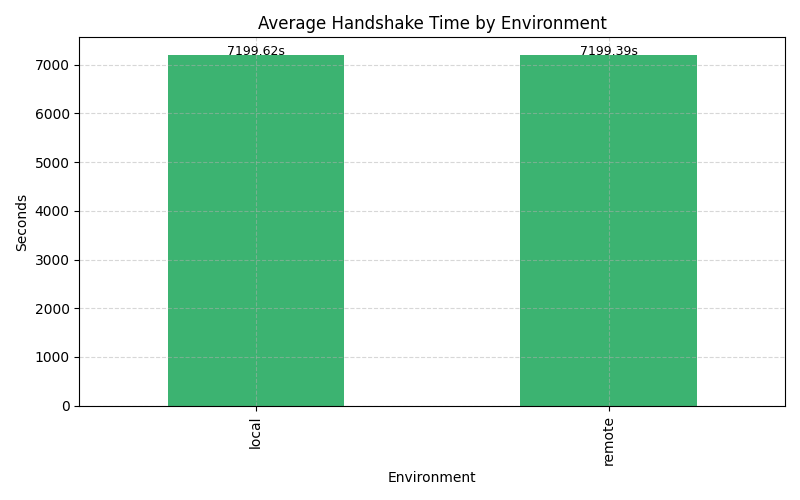 Average Handshake Time by Environment
7199.62s
7199.39s
7000
6000
5000
4000
3000
2000
1000
0
Seconds
local
remote
Environment